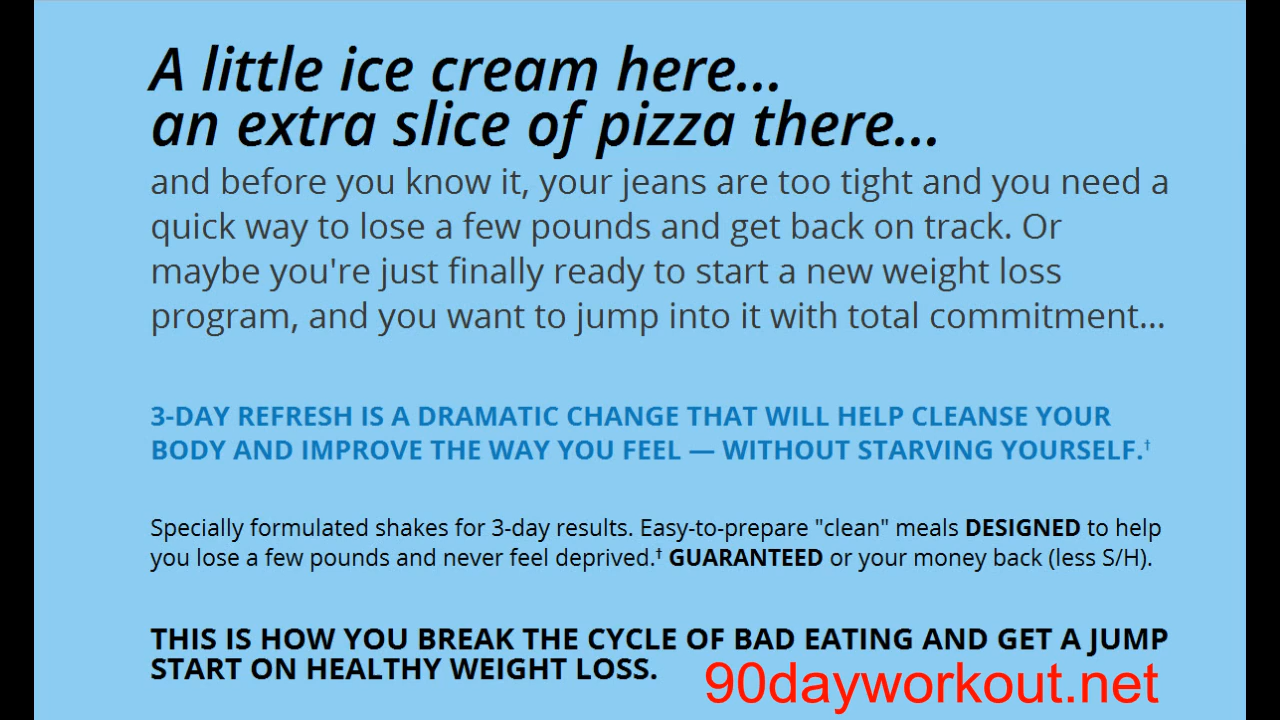 A little ice cream here...
an extra slice of pizza there...
and before you know it, your jeans are too tight and you need a
quick way to lose a few pounds and get back on track. Or
maybe you're just finally ready to start a new weight loss
program, and you want to jump into it with total commitment...
3-DAY REFRESH IS A DRAMATIC CHANGE THAT WILL HELP CLEANSE YOUR
BODY AND IMPROVE THE WAY YOU FEEL — WITHOUT STARVING YOURSELF.†
Specially formulated shakes for 3-day results. Easy-to-prepare "clean" meals DESIGNED to help
you lose a few pounds and never feel deprived.† GUARANTEED or your money back (less S/H).
THIS IS HOW YOU BREAK THE CYCLE OF BAD EATING AND GET A JUMP
START ON HEALTHY WEIGHT LOSS.
90dayworkout.net